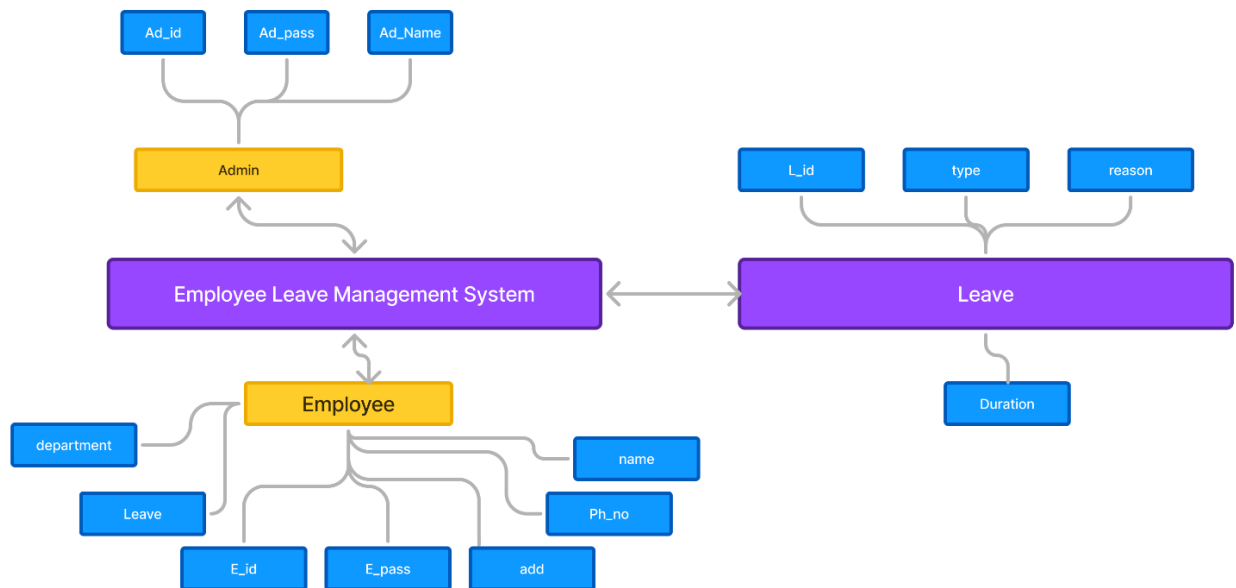 Ad_id
Ad_pass
Ad_Name
Admin
L_id
type
reason
Employee Leave Management System
Leave
Employee
Duration
department
name
Leave
Ph_no
E_id
E_pass
add